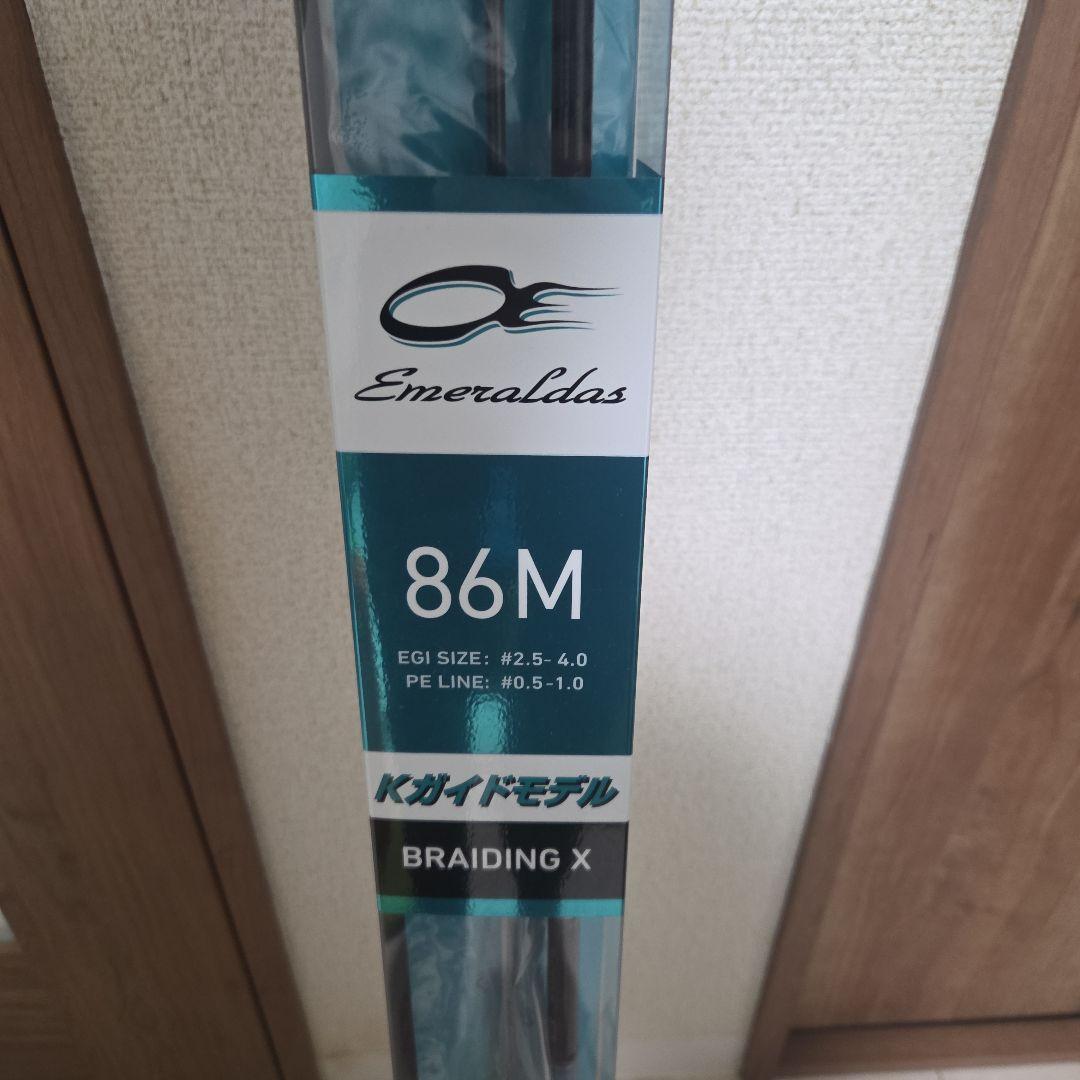 Emeraldas
86M
EGI SIZE: #2.5-4.0
PE LINE: #0.5-1.0
Kガイドモデル
BRAIDING X